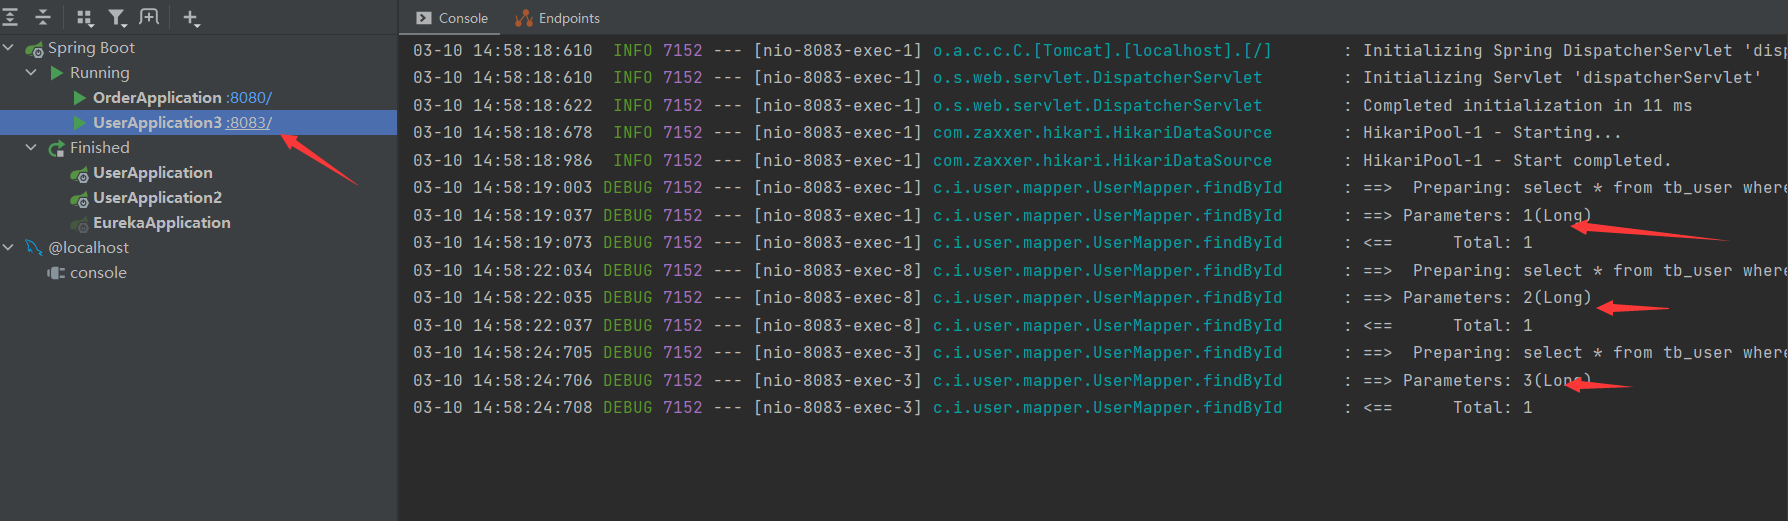 Spring Boot
Running
OrderApplication :8080/
UserApplication3 :8083/
Finished
UserApplication
UserApplication2
EurekaApplication
@localhost
console
Console
Endpoints
03-10 14:58:18:610  INFO 7152 --- [nio-8083-exec-1] o.a.c.c.C.[Tomcat].[localhost].[/]       : Initializing Spring DispatcherServlet 'disp
03-10 14:58:18:610  INFO 7152 --- [nio-8083-exec-1] o.s.web.servlet.DispatcherServlet        : Initializing Servlet 'dispatcherServlet'
03-10 14:58:18:622  INFO 7152 --- [nio-8083-exec-1] o.s.web.servlet.DispatcherServlet        : Completed initialization in 11 ms
03-10 14:58:18:678  INFO 7152 --- [nio-8083-exec-1] com.zaxxer.hikari.HikariDataSource       : HikariPool-1 - Starting...
03-10 14:58:18:986  INFO 7152 --- [nio-8083-exec-1] com.zaxxer.hikari.HikariDataSource       : HikariPool-1 - Start completed.
03-10 14:58:19:003 DEBUG 7152 --- [nio-8083-exec-1] c.i.user.mapper.UserMapper.findById      : ==>  Preparing: select * from tb_user where
03-10 14:58:19:037 DEBUG 7152 --- [nio-8083-exec-1] c.i.user.mapper.UserMapper.findById      : ==> Parameters: 1(Long)
03-10 14:58:19:073 DEBUG 7152 --- [nio-8083-exec-1] c.i.user.mapper.UserMapper.findById      : <==      Total: 1
03-10 14:58:22:034 DEBUG 7152 --- [nio-8083-exec-8] c.i.user.mapper.UserMapper.findById      : ==>  Preparing: select * from tb_user where
03-10 14:58:22:035 DEBUG 7152 --- [nio-8083-exec-8] c.i.user.mapper.UserMapper.findById      : ==> Parameters: 2(Long)
03-10 14:58:22:037 DEBUG 7152 --- [nio-8083-exec-8] c.i.user.mapper.UserMapper.findById      : <==      Total: 1
03-10 14:58:24:705 DEBUG 7152 --- [nio-8083-exec-3] c.i.user.mapper.UserMapper.findById      : ==>  Preparing: select * from tb_user where
03-10 14:58:24:706 DEBUG 7152 --- [nio-8083-exec-3] c.i.user.mapper.UserMapper.findById      : ==> Parameters: 3(Long)
03-10 14:58:24:708 DEBUG 7152 --- [nio-8083-exec-3] c.i.user.mapper.UserMapper.findById      : <==      Total: 1